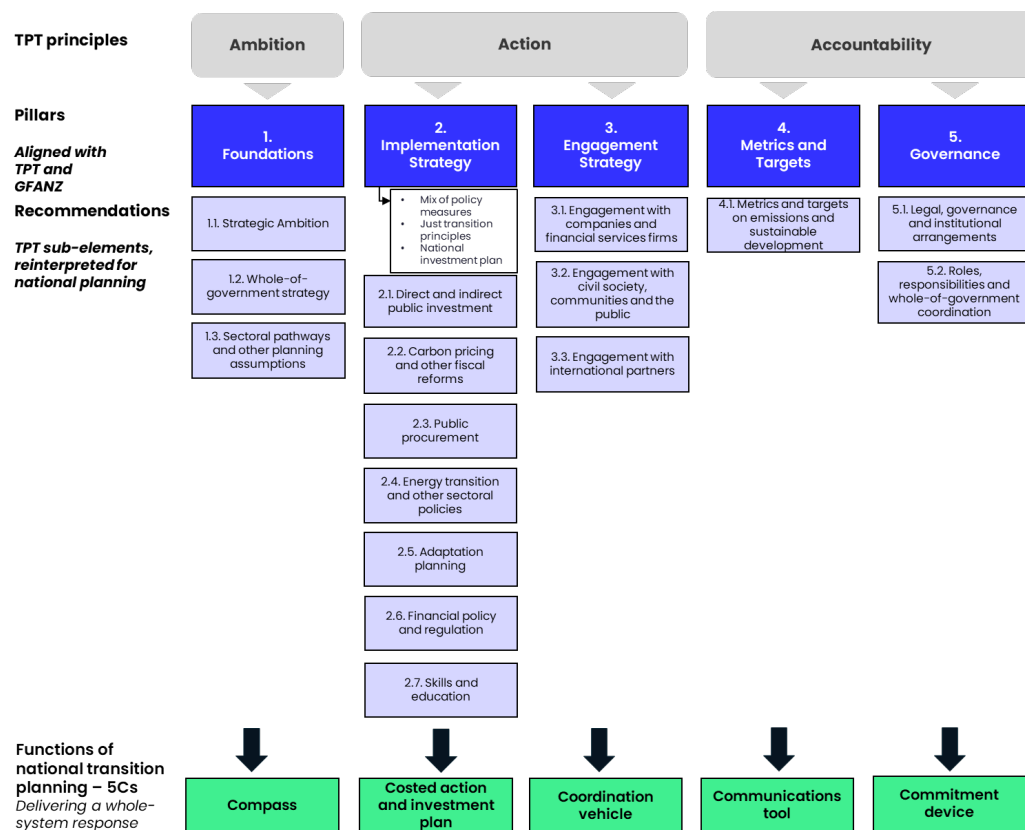 TPT principles
Ambition
Action
Accountability
Pillars
Aligned with
TPT and
GFANZ
1.
Foundations
2.
Implementation
Strategy
3.
Engagement
Strategy
4.
Metrics and
Targets
5.
Governance
Recommendations
TPT sub-elements,
reinterpreted for
national planning
1.1. Strategic Ambition
1.2. Whole-of-
government strategy
1.3. Sectoral pathways
and other planning
assumptions
• Mix of policy
measures
• Just transition
principles
• National
investment plan
2.1. Direct and indirect
public investment
2.2. Carbon pricing
and other fiscal
reforms
2.3. Public
procurement
2.4. Energy transition
and other sectoral
policies
2.5. Adaptation
planning
2.6. Financial policy
and regulation
2.7. Skills and
education
3.1. Engagement with
companies and
financial services firms
3.2. Engagement with
civil society,
communities and the
public
3.3. Engagement with
international partners
4.1. Metrics and targets
on emissions and
sustainable
development
5.1. Legal, governance
and institutional
arrangements
5.2. Roles,
responsibilities and
whole-of-government
coordination
Functions of
national transition
planning – 5Cs
Delivering a whole-
system response
Compass
Costed action
and investment
plan
Coordination
vehicle
Communications
tool
Commitment
device